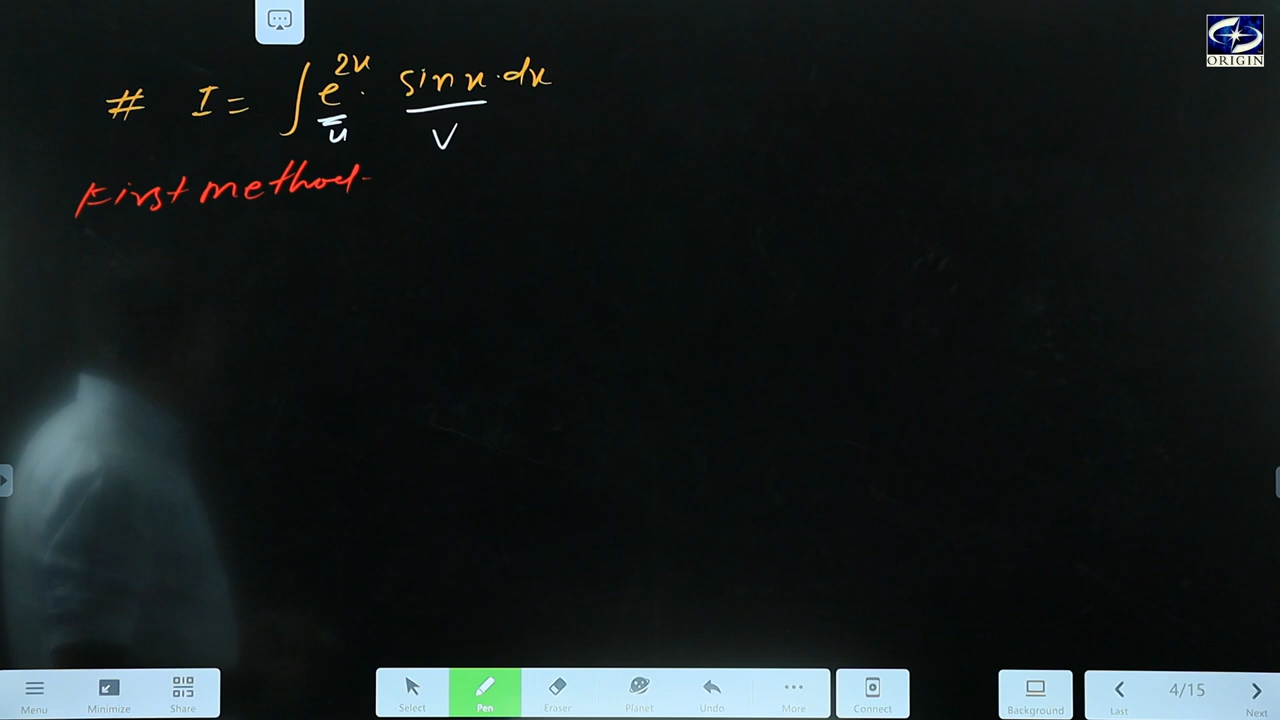 # I = ∫ e^2x · sin x · dx
u v
First method-
ORIGIN
Menu Minimize Share Select Pen Eraser Planet Undo More Connect Background Last 4/15 Next